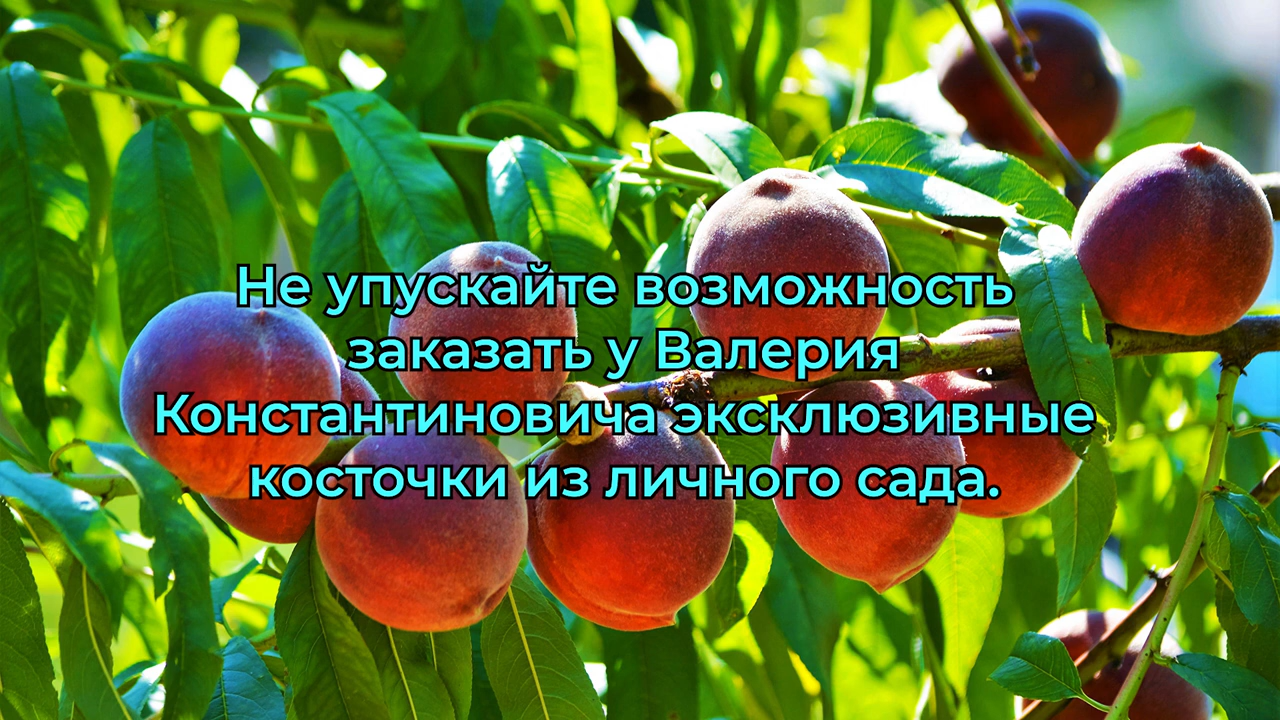 Не упускайте возможность
заказать у Валерия
Константиновича эксклюзивные
косточки из личного сада.